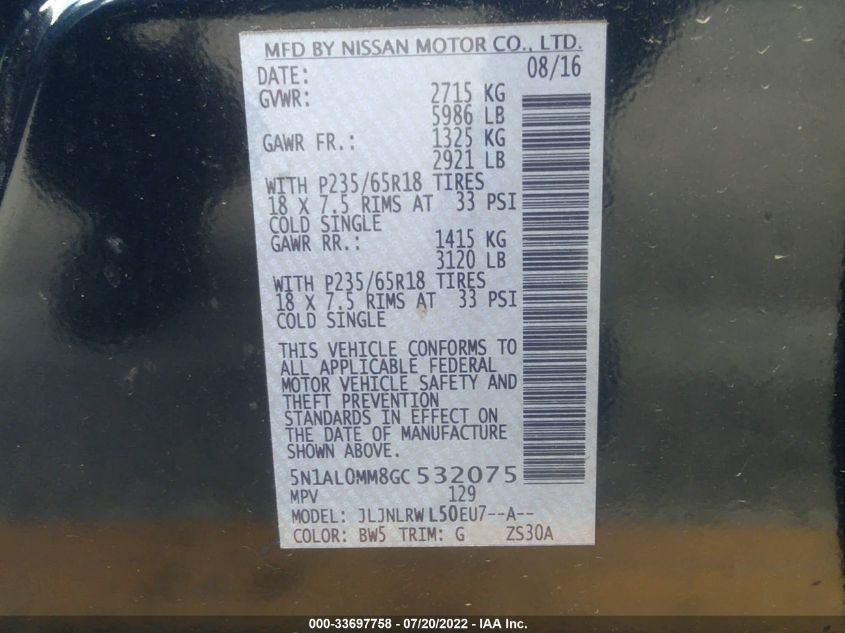 MFD BY NISSAN MOTOR CO., LTD.
DATE: 08/16
GVWR: 2715 KG
5986 LB
GAWR FR.: 1325 KG
2921 LB
WITH P235/65R18 TIRES
18 X 7.5 RIMS AT 33 PSI
COLD SINGLE
GAWR RR.: 1415 KG
3120 LB
WITH P235/65R18 TIRES
18 X 7.5 RIMS AT 33 PSI
COLD SINGLE
THIS VEHICLE CONFORMS TO
ALL APPLICABLE FEDERAL
MOTOR VEHICLE SAFETY AND
THEFT PREVENTION
STANDARDS IN EFFECT ON
THE DATE OF MANUFACTURE
SHOWN ABOVE.
5N1AL0MM8GC532075
MPV 129
MODEL: JLJNLRWL50EU7--A--
COLOR: BW5 TRIM: G ZS30A
000-33697758 - 07/20/2022 - IAA Inc.